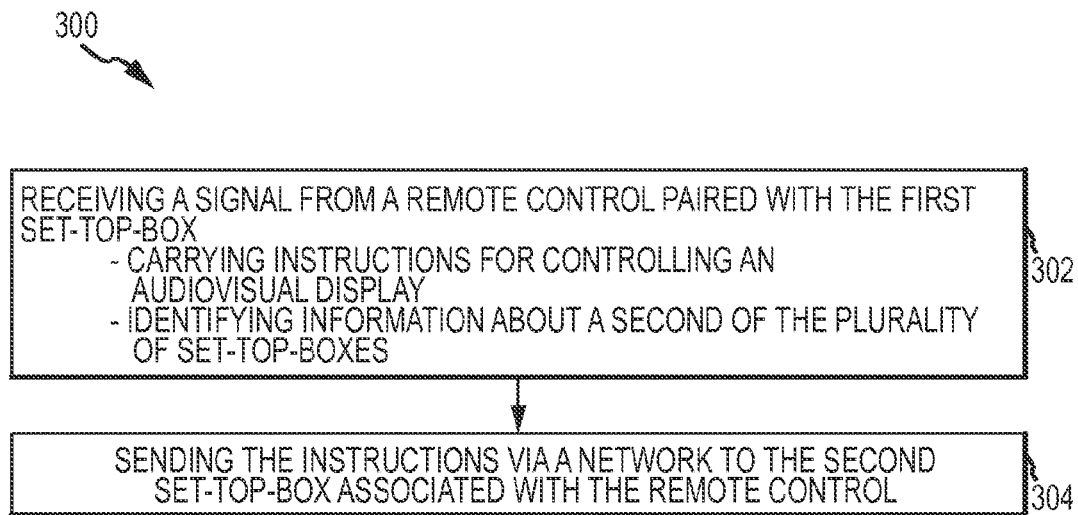 300
RECEIVING A SIGNAL FROM A REMOTE CONTROL PAIRED WITH THE FIRST
SET-TOP-BOX
- CARRYING INSTRUCTIONS FOR CONTROLLING AN
AUDIOVISUAL DISPLAY
- IDENTIFYING INFORMATION ABOUT A SECOND OF THE PLURALITY
OF SET-TOP-BOXES
302
SENDING THE INSTRUCTIONS VIA A NETWORK TO THE SECOND
SET-TOP-BOX ASSOCIATED WITH THE REMOTE CONTROL
304